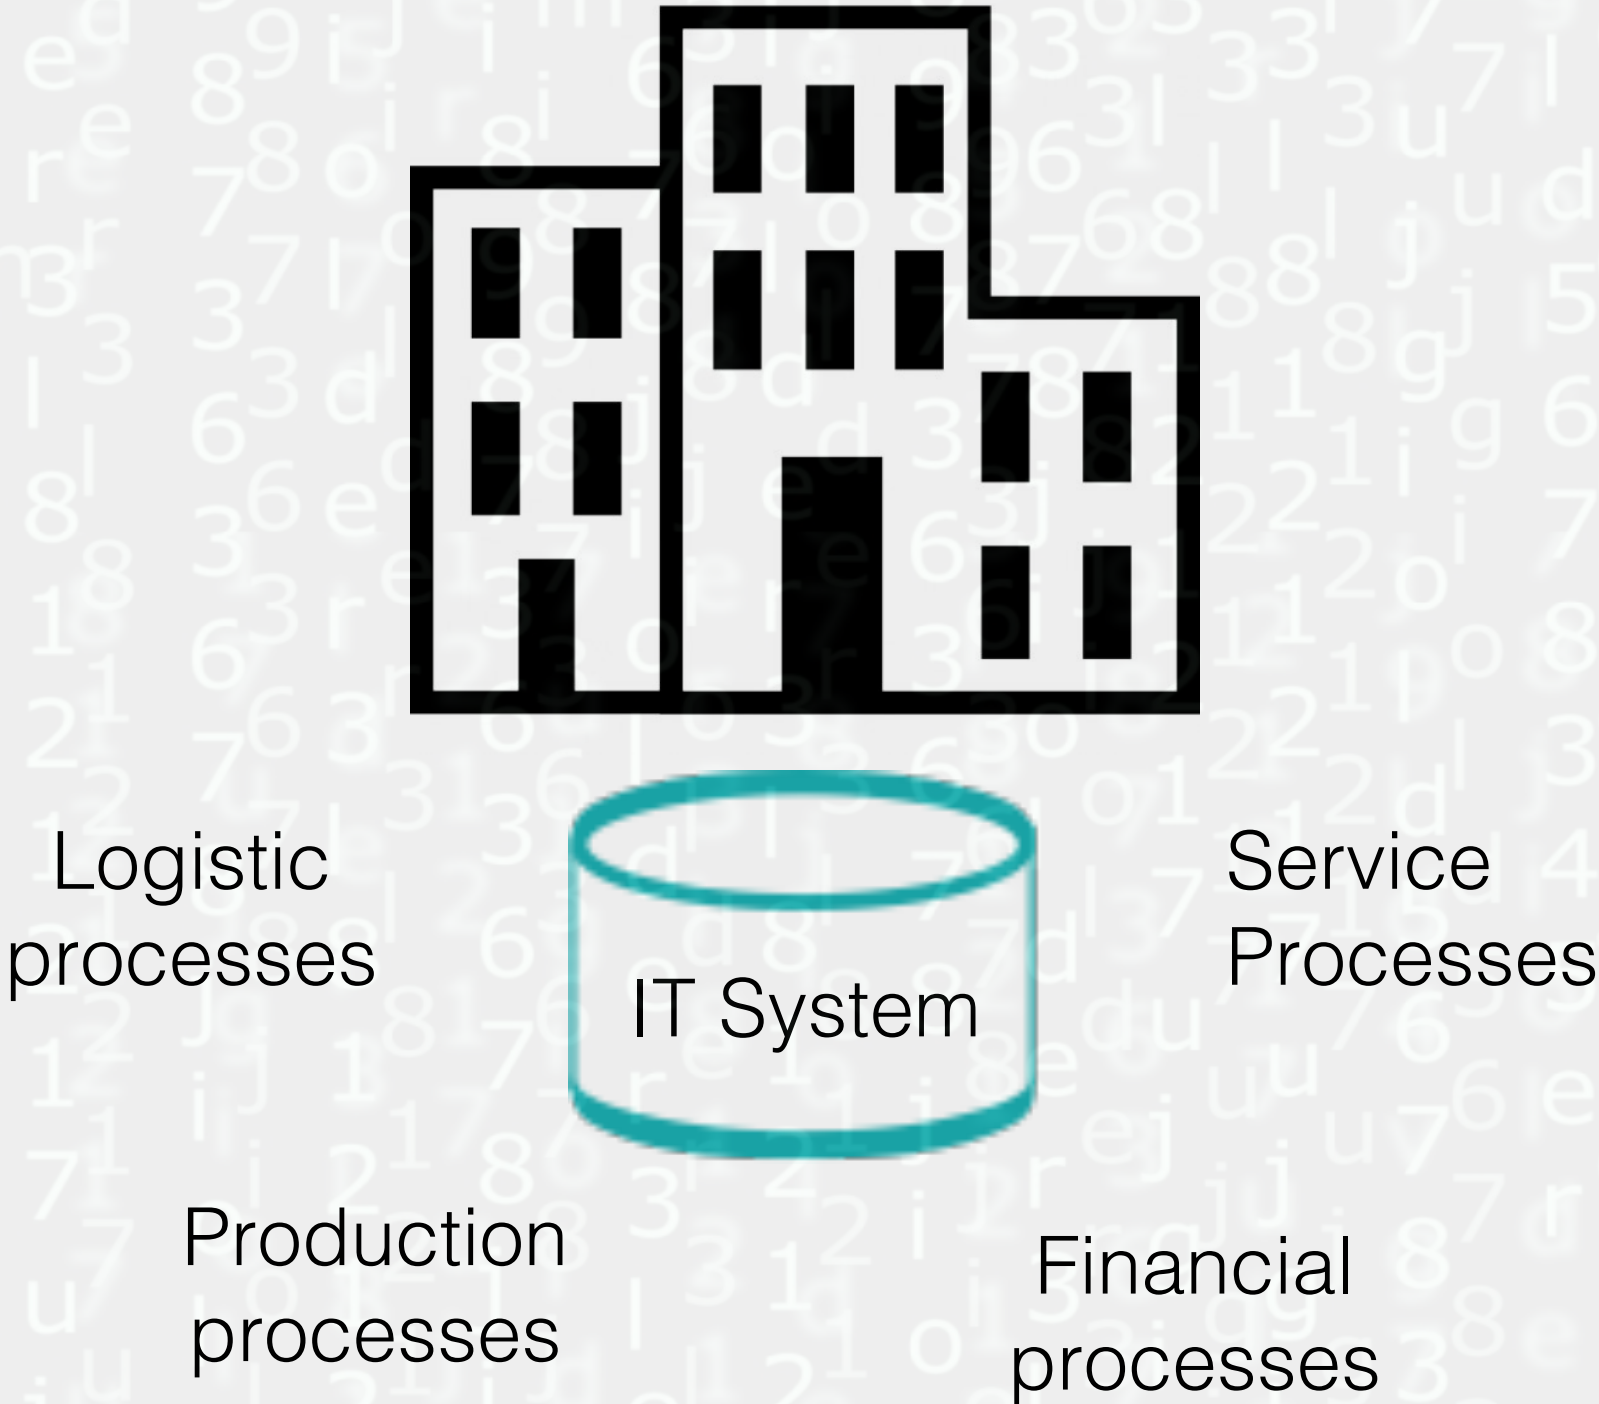 Logistic
processes
Service
Processes
IT System
Production
processes
Financial
processes